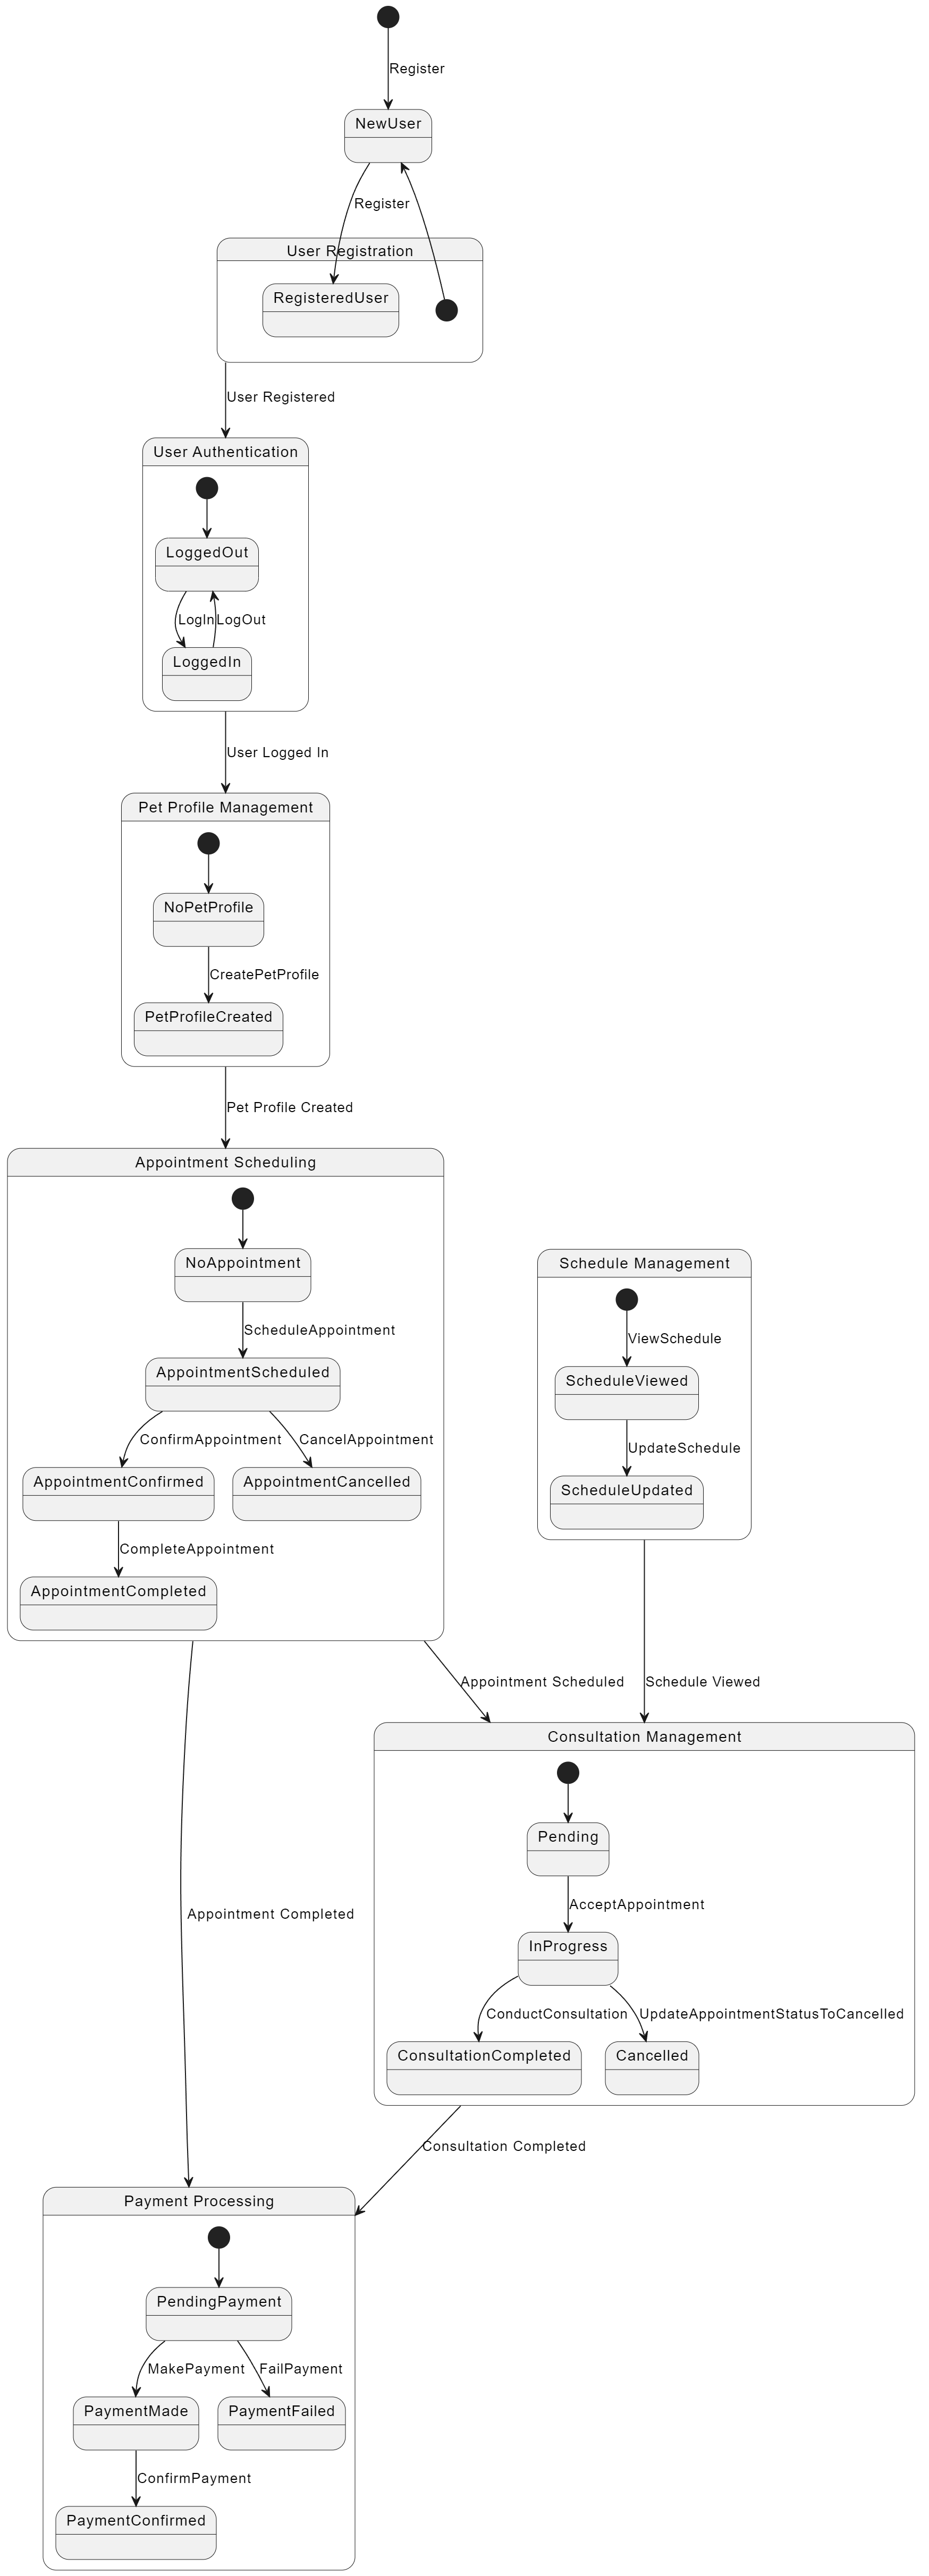 Register
NewUser
Register
User Registration
RegisteredUser
User Registered
User Authentication
LoggedOut
LogIn
LogOut
LoggedIn
User Logged In
Pet Profile Management
NoPetProfile
CreatePetProfile
PetProfileCreated
Pet Profile Created
Appointment Scheduling
NoAppointment
ScheduleAppointment
AppointmentScheduled
ConfirmAppointment
CancelAppointment
AppointmentConfirmed
AppointmentCancelled
CompleteAppointment
AppointmentCompleted
Schedule Management
ViewSchedule
ScheduleViewed
UpdateSchedule
ScheduleUpdated
Appointment Scheduled
Schedule Viewed
Consultation Management
Pending
AcceptAppointment
InProgress
ConductConsultation
UpdateAppointmentStatusToCancelled
ConsultationCompleted
Cancelled
Appointment Completed
Consultation Completed
Payment Processing
PendingPayment
MakePayment
FailPayment
PaymentMade
PaymentFailed
ConfirmPayment
PaymentConfirmed